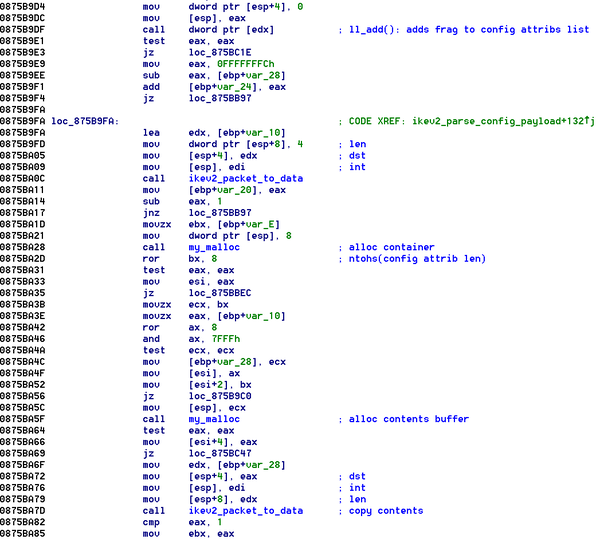 0875B9D4 mov dword ptr [esp+4], 0
0875B9DC mov [esp], eax
0875B9DF call dword ptr [edx] ; ll_add(): adds frag to config attribs list
0875B9E1 test eax, eax
0875B9E3 jz loc_875BC1E
0875B9E9 mov eax, 0FFFFFFFCh
0875B9EE sub eax, [ebp+var_28]
0875B9F1 add [ebp+var_24], eax
0875B9F4 jz loc_875BB97
0875B9FA
0875B9FA loc_875B9FA: ; CODE XREF: ikev2_parse_config_payload+132↑j
0875B9FA lea edx, [ebp+var_10]
0875B9FD mov dword ptr [esp+8], 4 ; len
0875BA05 mov [esp+4], edx ; dst
0875BA09 mov [esp], edi ; int
0875BA0C call ikev2_packet_to_data
0875BA11 mov [ebp+var_20], eax
0875BA14 sub eax, 1
0875BA17 jnz loc_875BB97
0875BA1D movzx ebx, [ebp+var_E]
0875BA21 mov dword ptr [esp], 8
0875BA28 call my_malloc ; alloc container
0875BA2D ror bx, 8 ; ntohs(config attrib len)
0875BA31 test eax, eax
0875BA33 mov esi, eax
0875BA35 jz loc_875BBEC
0875BA3B movzx ecx, bx
0875BA3E movzx eax, [ebp+var_10]
0875BA42 ror ax, 8
0875BA46 and ax, 7FFFh
0875BA4A test ecx, ecx
0875BA4C mov [ebp+var_28], ecx
0875BA4F mov [esi], ax
0875BA52 mov [esi+2], bx
0875BA56 jz loc_875B9C0
0875BA5C mov [esp], ecx
0875BA5F call my_malloc ; alloc contents buffer
0875BA64 test eax, eax
0875BA66 mov [esi+4], eax
0875BA69 jz loc_875BC47
0875BA6F mov edx, [ebp+var_28]
0875BA72 mov [esp+4], eax ; dst
0875BA76 mov [esp], edi ; int
0875BA79 mov [esp+8], edx ; len
0875BA7D call ikev2_packet_to_data ; copy contents
0875BA82 cmp eax, 1
0875BA85 mov ebx, eax